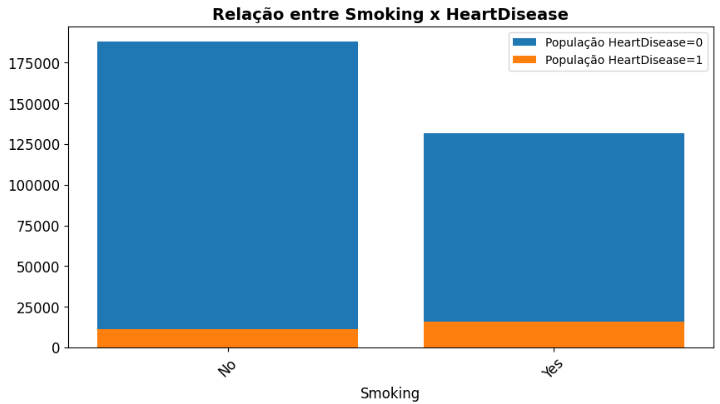 Relação entre Smoking x HeartDisease
População HeartDisease=0
População HeartDisease=1
175000
150000
125000
100000
75000
50000
25000
0
No
Yes
Smoking